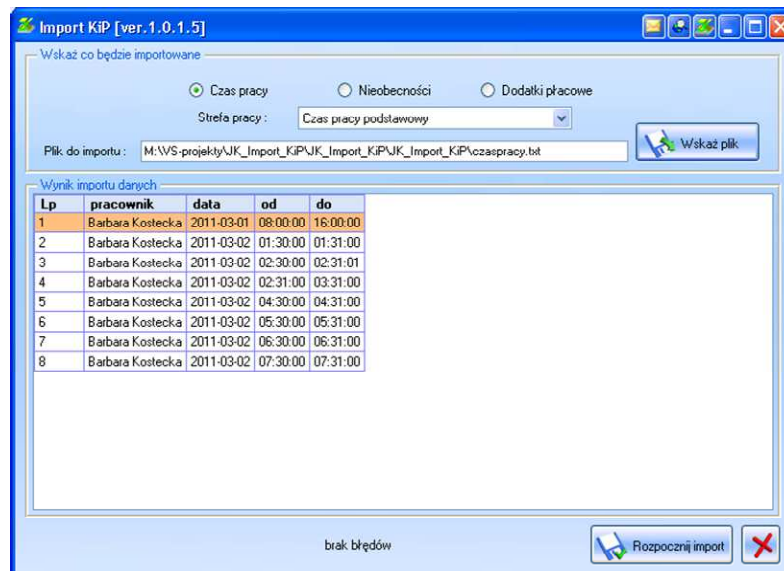 Import KiP [ver.1.0.1.5]
Wskaż co będzie importowane
Czas pracy Nieobecności Dodatki płacowe
Strefa pracy : Czas pracy podstawowy
Plik do importu : M:\VS-projekty\JK_Import_KiP\JK_Import_KiP\JK_Import_KiP\czaspracy.txt Wskaż plik
Wynik importu danych
Lp pracownik data od do
1 Barbara Kostecka 2011-03-01 08:00:00 16:00:00
2 Barbara Kostecka 2011-03-02 01:30:00 01:31:00
3 Barbara Kostecka 2011-03-02 02:30:00 02:31:01
4 Barbara Kostecka 2011-03-02 02:31:00 03:31:00
5 Barbara Kostecka 2011-03-02 04:30:00 04:31:00
6 Barbara Kostecka 2011-03-02 05:30:00 05:31:00
7 Barbara Kostecka 2011-03-02 06:30:00 06:31:00
8 Barbara Kostecka 2011-03-02 07:30:00 07:31:00
brak błędów Rozpocznij import